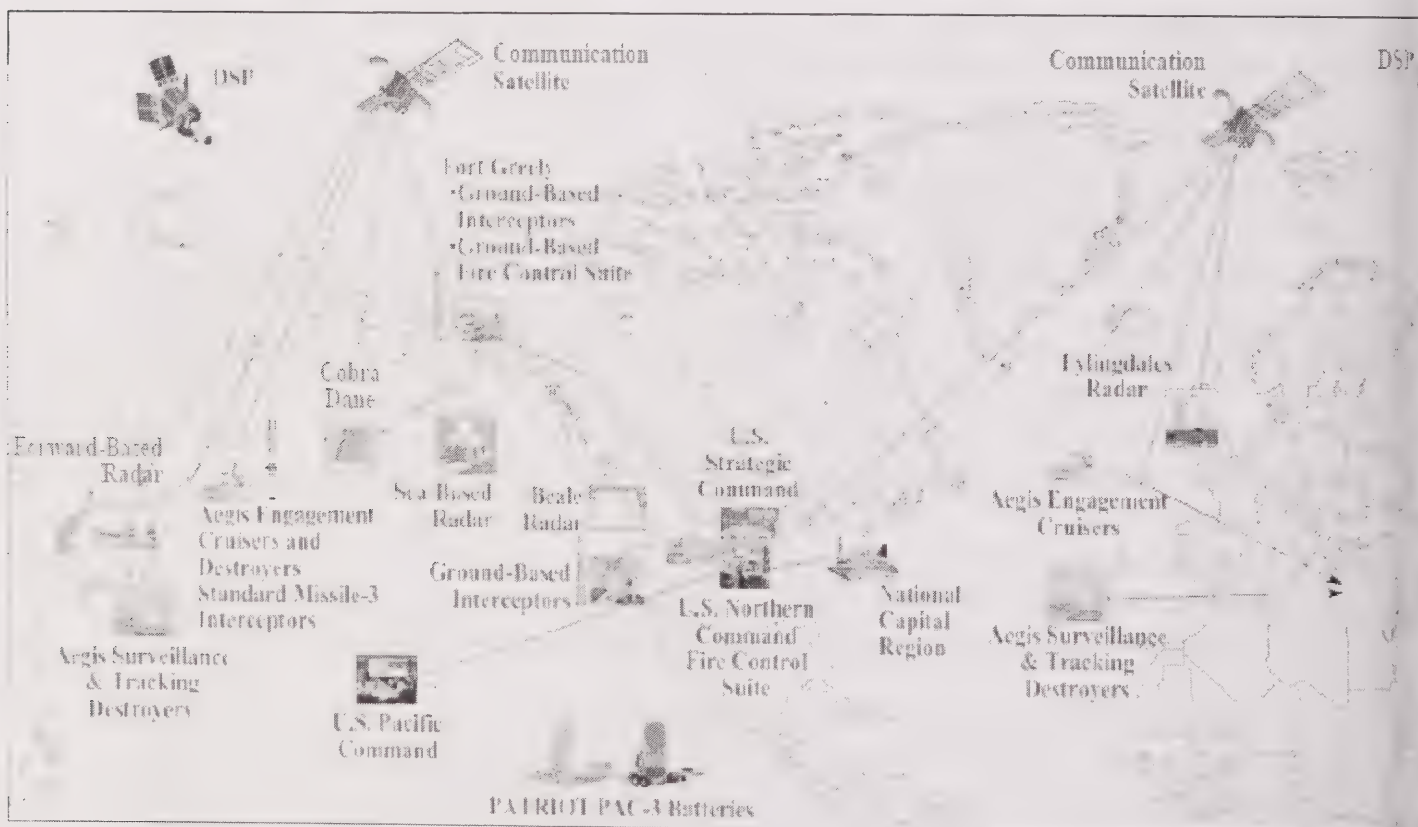 DSP
Communication
Satellite
Communication
Satellite
DSP
Fort Greely
•Ground-Based
Interceptors
•Ground-Based
Fire Control Suite
Cobra
Dane
Fylingdales
Radar
Forward-Based
Radar
Sea-Based
Radar
Beale
Radar
U.S.
Strategic
Command
Aegis Engagement
Cruisers and
Destroyers
Standard Missile-3
Interceptors
Aegis Engagement
Cruisers
Ground-Based
Interceptors
U.S. Northern
Command
Fire Control
Suite
National
Capital
Region
Aegis Surveillance
& Tracking
Destroyers
Aegis Surveillance
& Tracking
Destroyers
U.S. Pacific
Command
PATRIOT PAC-3 Batteries